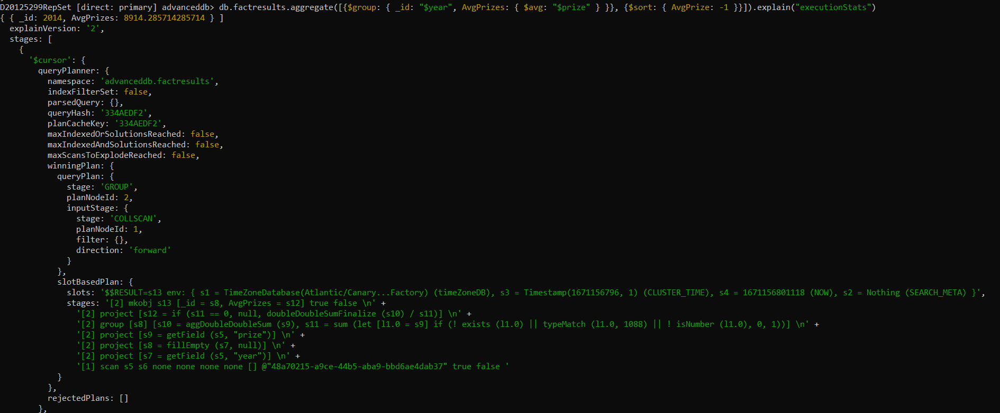 D20125299RepSet [direct: primary] advanceddb> db.factresults.aggregate([{$group: { _id: "$year", AvgPrizes: { $avg: "$prize" } }}, {$sort: { AvgPrize: -1 }}]).explain("executionStats")
{ { _id: 2014, AvgPrizes: 8914.285714285714 } ]
  explainVersion: '2',
  stages: [
    {
      '$cursor': {
        queryPlanner: {
          namespace: 'advanceddb.factresults',
          indexFilterSet: false,
          parsedQuery: {},
          queryHash: '334AEDF2',
          planCacheKey: '334AEDF2',
          maxIndexedOrSolutionsReached: false,
          maxIndexedAndSolutionsReached: false,
          maxScansToExplodeReached: false,
          winningPlan: {
            queryPlan: {
              stage: 'GROUP',
              planNodeId: 2,
              inputStage: {
                stage: 'COLLSCAN',
                planNodeId: 1,
                filter: {},
                direction: 'forward'
              }
            },
            slotBasedPlan: {
              slots: '$$RESULT=s13 env: { s1 = TimeZoneDatabase(Atlantic/Canary...Factory) (timeZoneDB), s3 = Timestamp(1671156796, 1) (CLUSTER_TIME), s4 = 1671156801118 (NOW), s2 = Nothing (SEARCH_META) }',
              stages: '[2] mkobj s13 [_id = s8, AvgPrizes = s12] true false \n' +
                '[2] project [s12 = if (s11 == 0, null, doubleDoubleSumFinalize (s10) / s11)] \n' +
                '[2] group [s8] [s10 = aggDoubleDoubleSum (s9), s11 = sum (let [l1.0 = s9] if (! exists (l1.0) || typeMatch (l1.0, 1088) || ! isNumber (l1.0), 0, 1))] \n' +
                '[2] project [s9 = getField (s5, "prize")] \n' +
                '[2] project [s8 = fillEmpty (s7, null)] \n' +
                '[2] project [s7 = getField (s5, "year")] \n' +
                '[1] scan s5 s6 none none none none [] @"48a70215-a9ce-44b5-aba9-bbd6ae4dab37" true false '
            }
          },
          rejectedPlans: []
        },